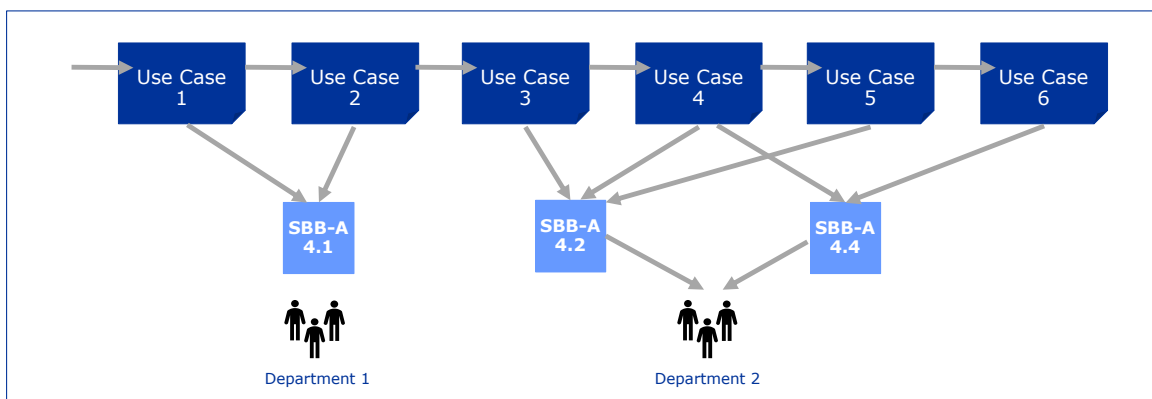 Use Case
1
Use Case
2
Use Case
3
Use Case
4
Use Case
5
Use Case
6
SBB-A
4.1
SBB-A
4.2
SBB-A
4.4
Department 1
Department 2